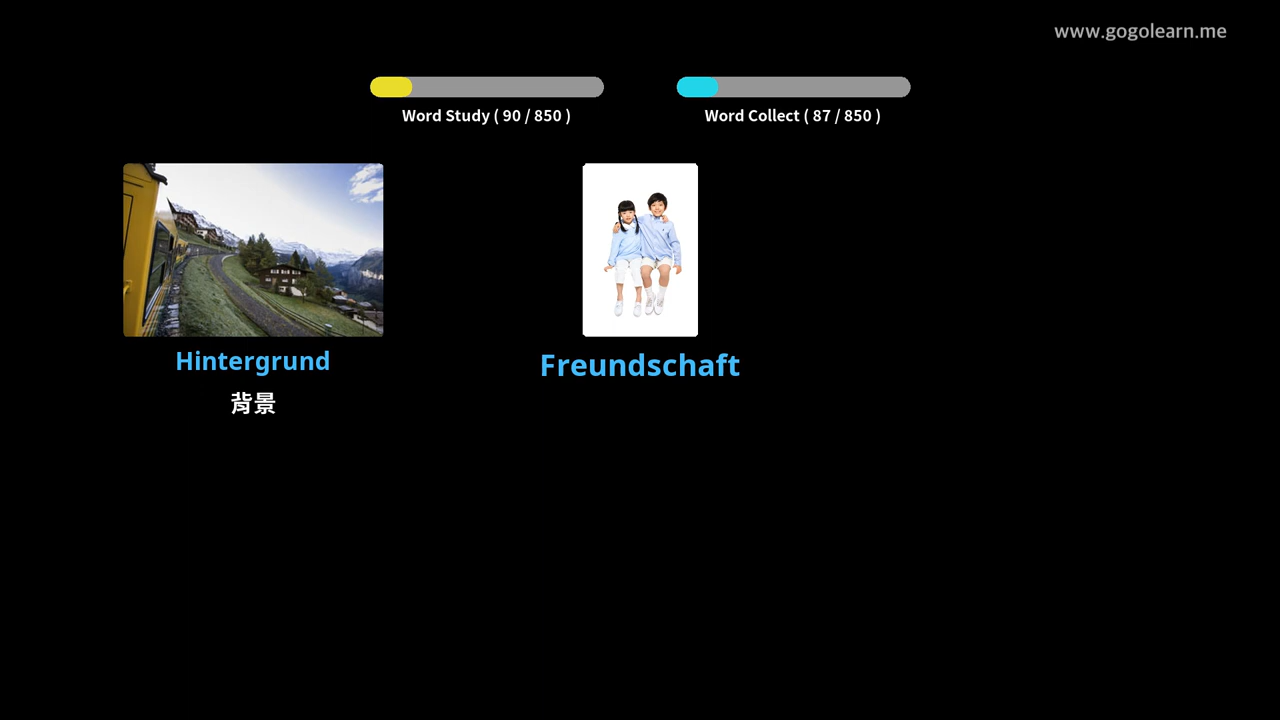 www.gogolearn.me
Word Study ( 90 / 850 )
Word Collect ( 87 / 850 )
Hintergrund
背景
Freundschaft